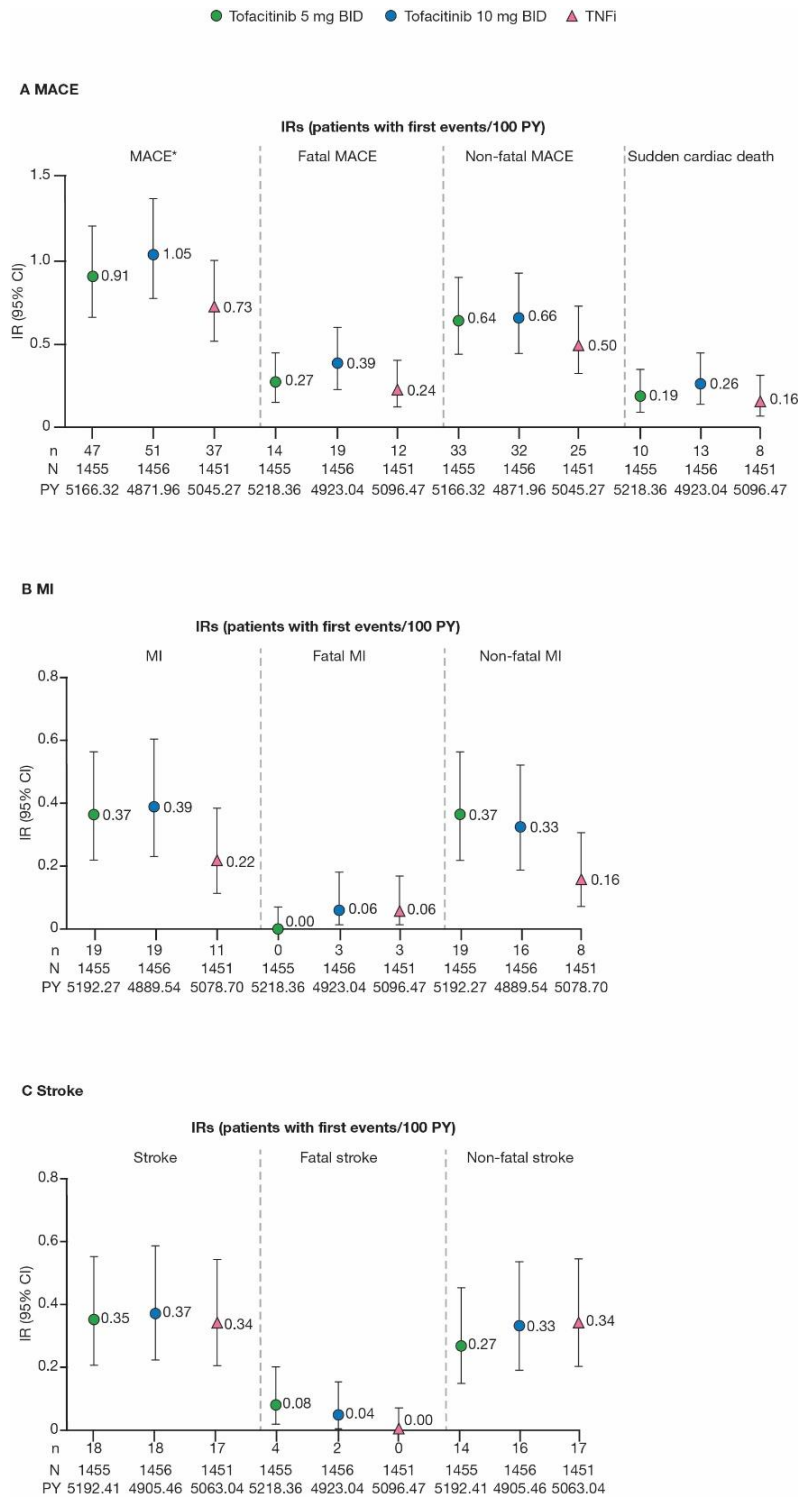 Tofacitinib 5 mg BID Tofacitinib 10 mg BID TNFi
A MACE
IRs (patients with first events/100 PY)
MACE* Fatal MACE Non-fatal MACE Sudden cardiac death
IR (95% CI)
1.5
1.0
0.5
0
0.91 1.05 0.73 0.27 0.39 0.24 0.64 0.66 0.50 0.19 0.26 0.16
n 47 51 37 14 19 12 33 32 25 10 13 8
N 1455 1456 1451 1455 1456 1451 1455 1456 1451 1455 1456 1451
PY 5166.32 4871.96 5045.27 5218.36 4923.04 5096.47 5166.32 4871.96 5045.27 5218.36 4923.04 5096.47
B MI
IRs (patients with first events/100 PY)
MI Fatal MI Non-fatal MI
IR (95% CI)
0.8
0.6
0.4
0.2
0
0.37 0.39 0.22 0.00 0.06 0.06 0.37 0.33 0.16
n 19 19 11 0 3 3 19 16 8
N 1455 1456 1451 1455 1456 1451 1455 1456 1451
PY 5192.27 4889.54 5078.70 5218.36 4923.04 5096.47 5192.27 4889.54 5078.70
C Stroke
IRs (patients with first events/100 PY)
Stroke Fatal stroke Non-fatal stroke
IR (95% CI)
0.8
0.6
0.4
0.2
0
0.35 0.37 0.34 0.08 0.04 0.00 0.27 0.33 0.34
n 18 18 17 4 2 0 14 16 17
N 1455 1456 1451 1455 1456 1451 1455 1456 1451
PY 5192.41 4905.46 5063.04 5218.36 4923.04 5096.47 5192.41 4905.46 5063.04